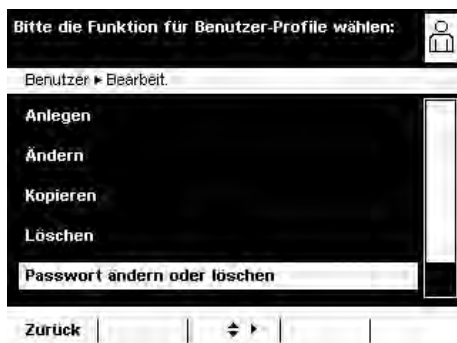 Bitte die Funktion für Benutzer-Profile wählen:
Benutzer ▸ Bearbeit.
Anlegen
Ändern
Kopieren
Löschen
Passwort ändern oder löschen
Zurück